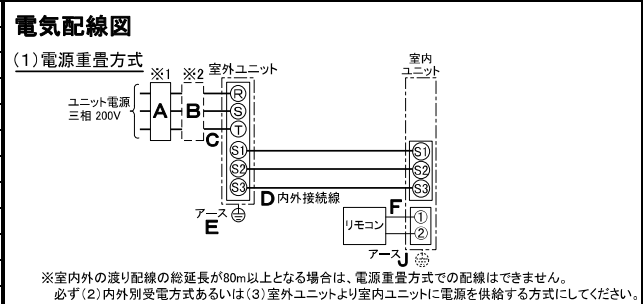 電気配線図
(1)電源重畳方式
※1 ※2 室外ユニット
室内
ユニット
ユニット電源
三相 200V
A
B
C
R
S
T
S1
S2
S3
S1
S2
S3
D 内外接続線
アース
E
リモコン
F
①
②
アース J
※室内外の渡り配線の総延長が80m以上となる場合は、電源重畳方式での配線はできません。
必ず(2)内外別受電方式あるいは(3)室外ユニットより室内ユニットに電源を供給する方式にしてください。